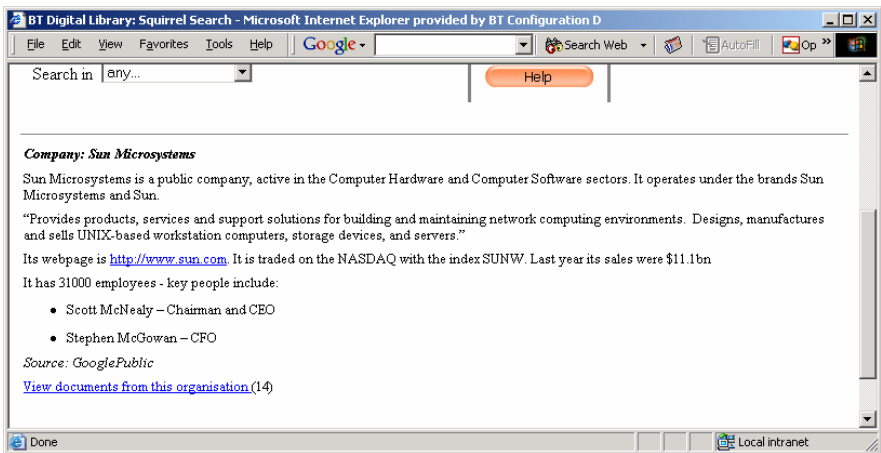 BT Digital Library: Squirrel Search - Microsoft Internet Explorer provided by BT Configuration D
File Edit View Favorites Tools Help Google Search Web AutoFill Op »
Search in any... Help
Company: Sun Microsystems
Sun Microsystems is a public company, active in the Computer Hardware and Computer Software sectors. It operates under the brands Sun
Microsystems and Sun.
“Provides products, services and support solutions for building and maintaining network computing environments. Designs, manufactures
and sells UNIX-based workstation computers, storage devices, and servers.”
Its webpage is http://www.sun.com. It is traded on the NASDAQ with the index SUNW. Last year its sales were $11.1bn
It has 31000 employees - key people include:
• Scott McNealy – Chairman and CEO
• Stephen McGowan – CFO
Source: GooglePublic
View documents from this organisation (14)
Done Local intranet